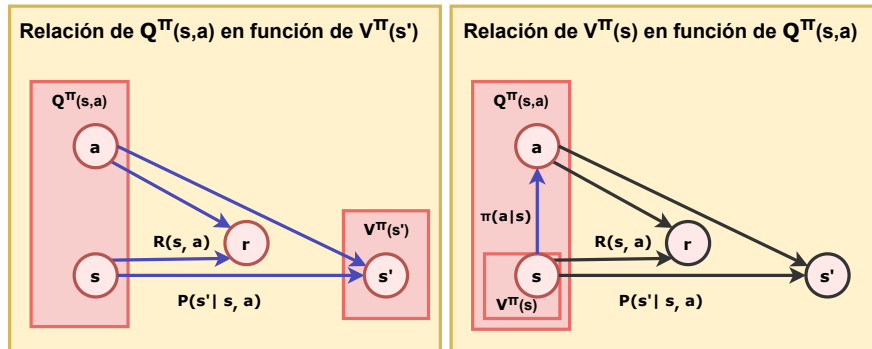 Relación de Qπ(s,a) en función de Vπ(s')
Qπ(s,a)
a
Vπ(s')
R(s, a)
r
s
s'
P(s'| s, a)
Relación de Vπ(s) en función de Qπ(s,a)
Qπ(s,a)
a
π(a|s)
R(s, a)
r
s
s'
Vπ(s)
P(s'| s, a)